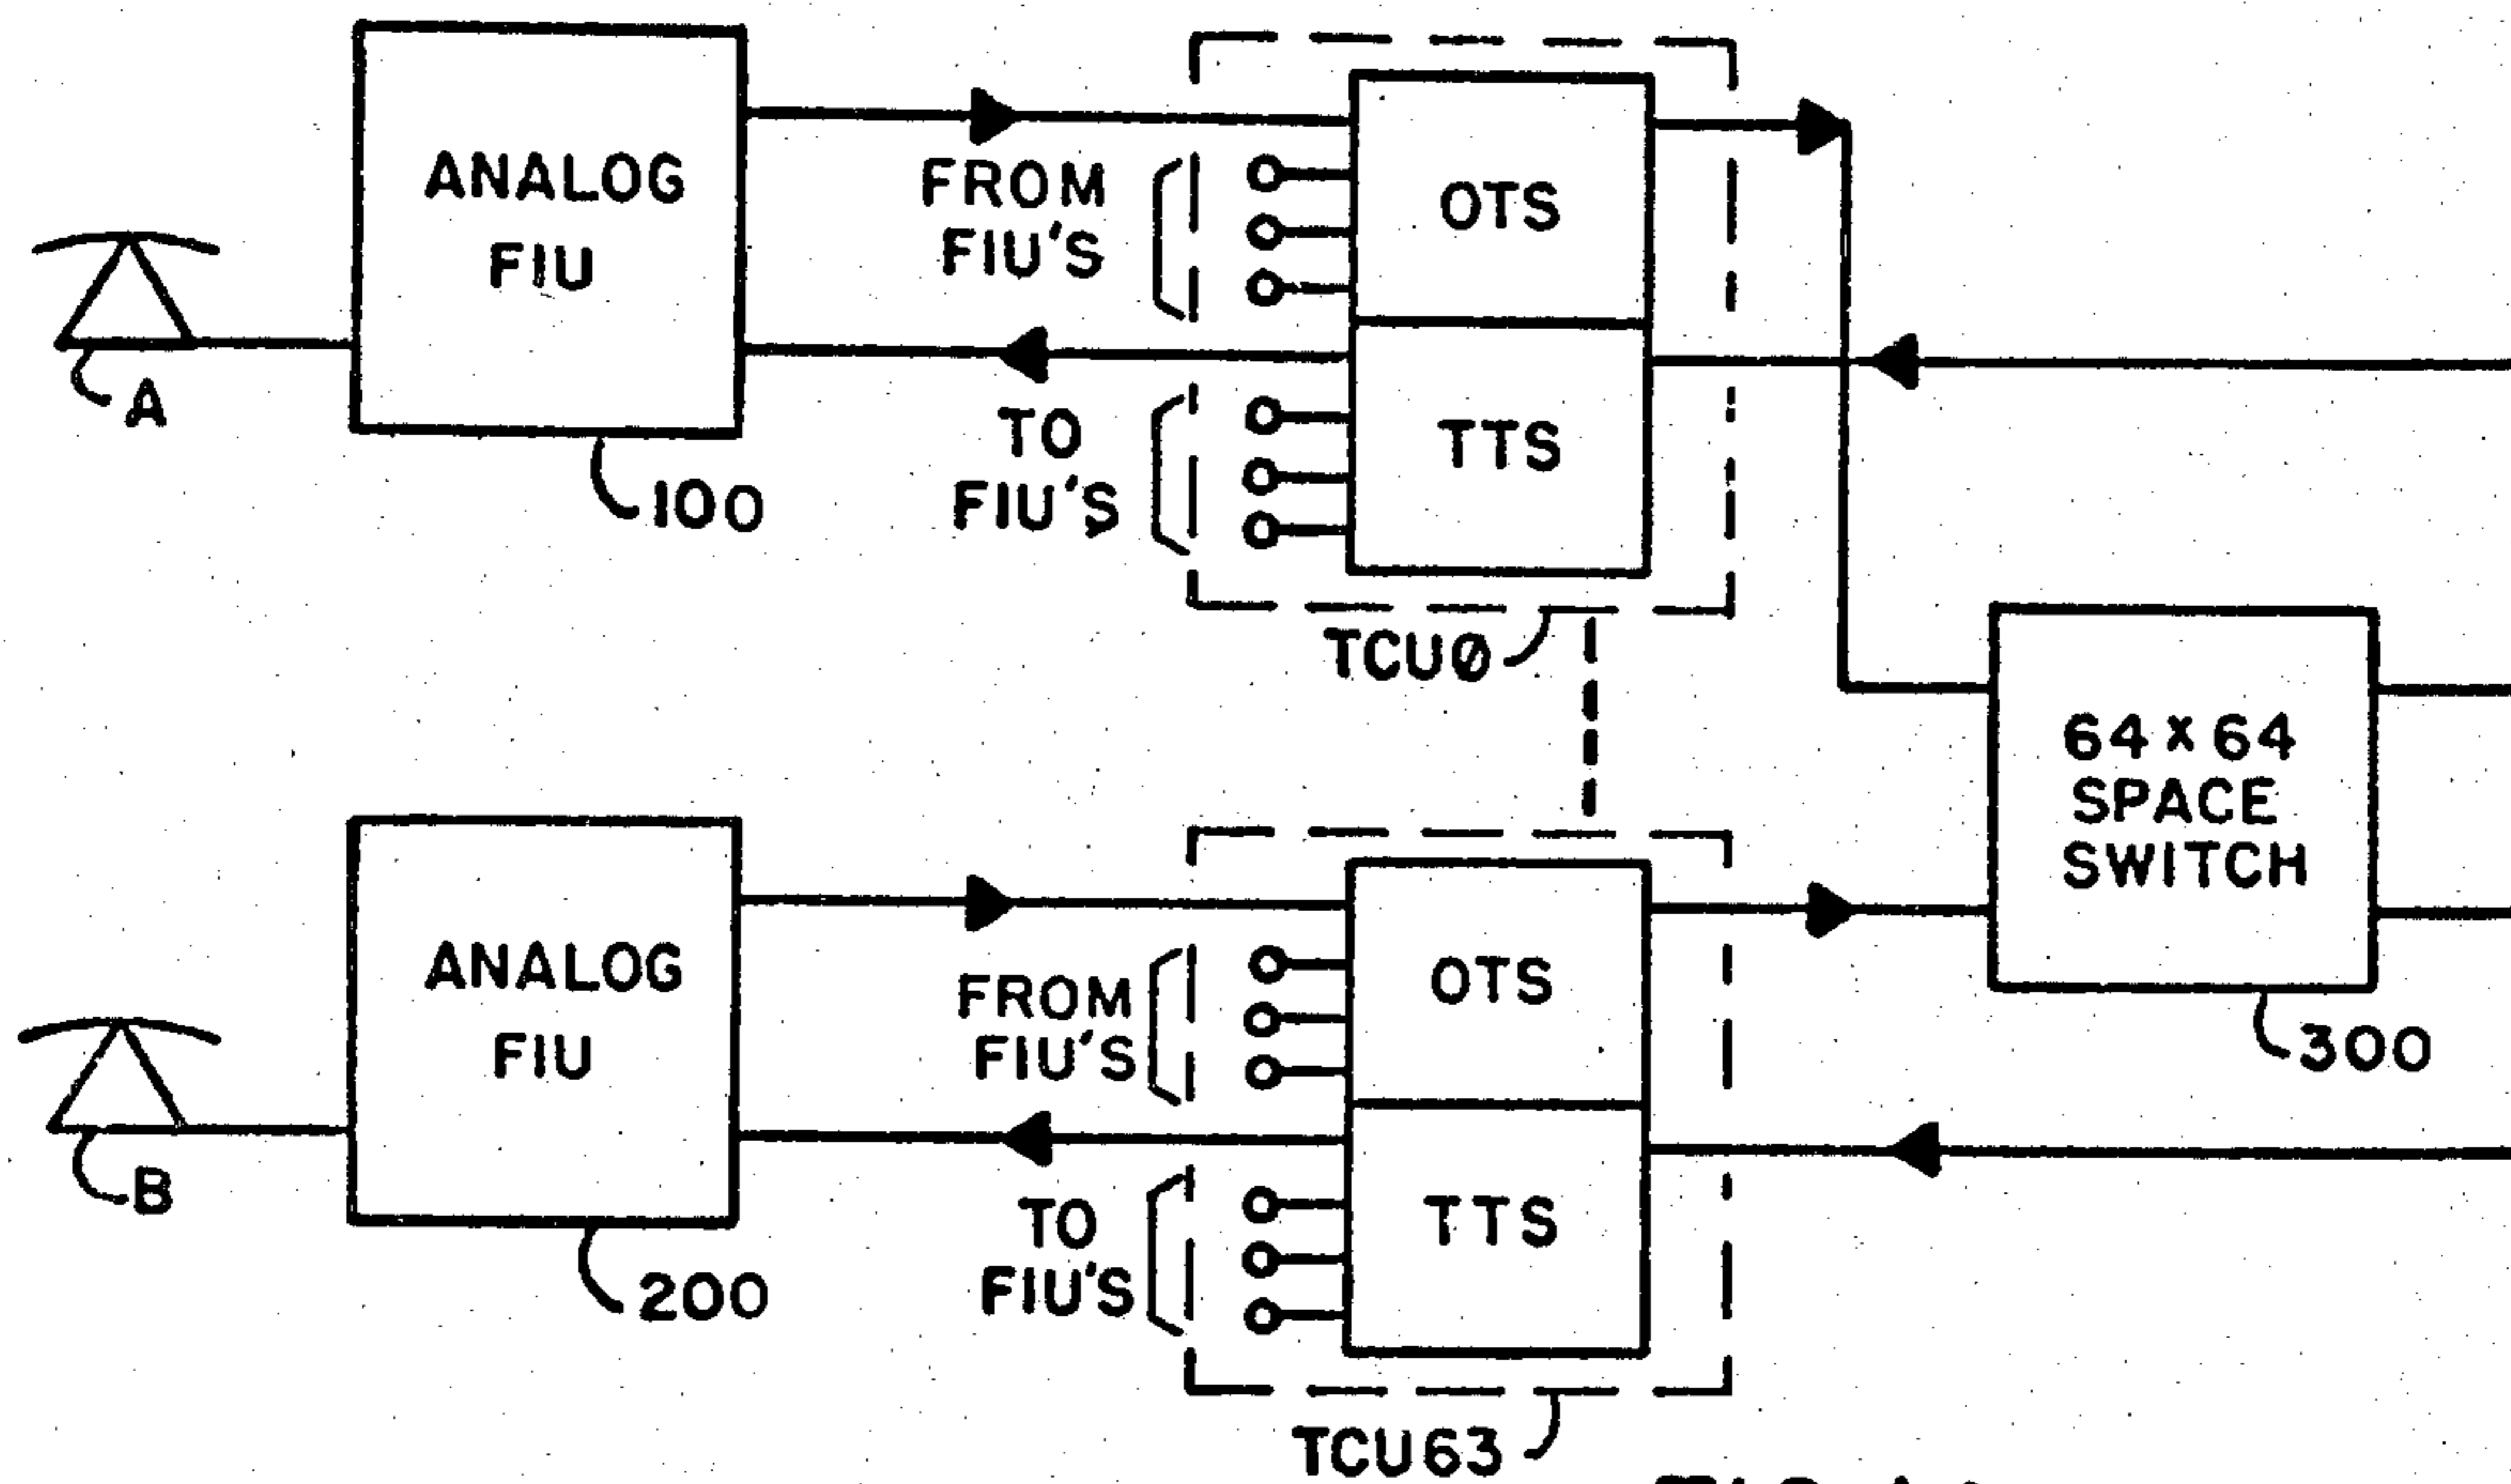 ANALOG
FIU
A
100
FROM
FIU'S
TO
FIU'S
OTS
TTS
TCU0
64 x 64
SPACE
SWITCH
300
ANALOG
FIU
B
200
FROM
FIU'S
TO
FIU'S
OTS
TTS
TCU63